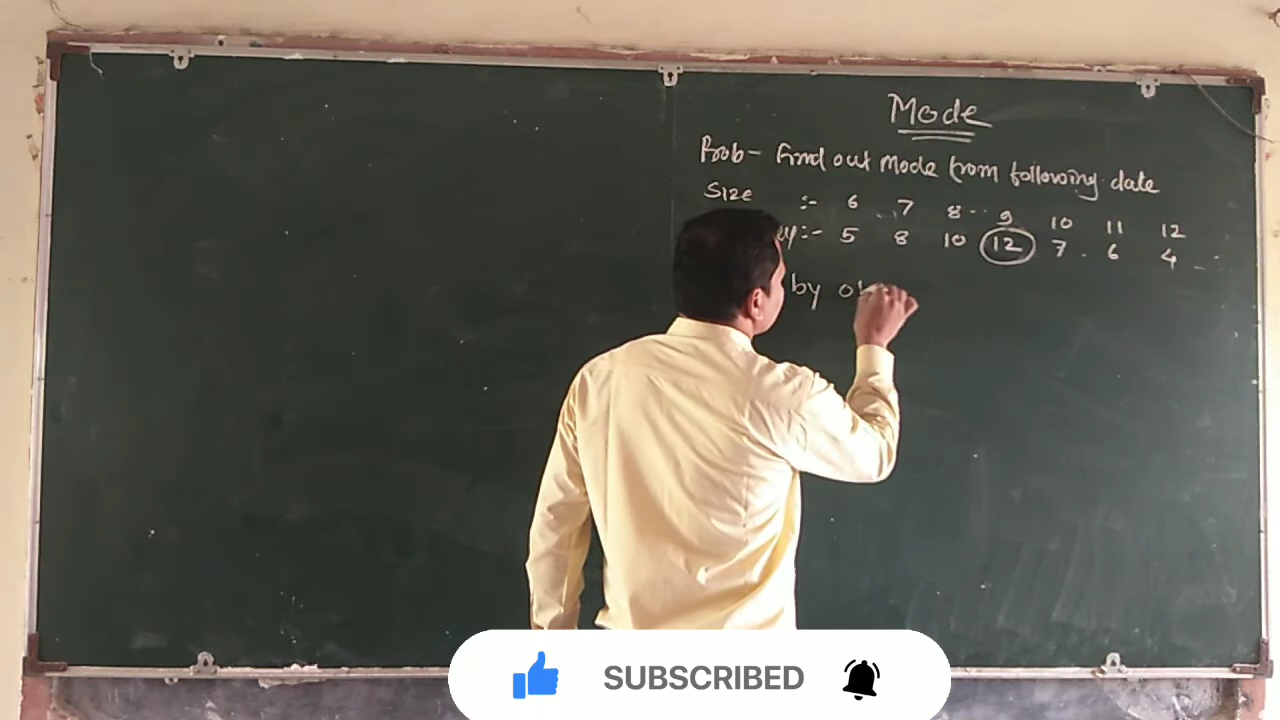 Mode
Prob- Find out Mode from following date
Size :- 6 7 8 9 10 11 12
:- 5 8 10 12 7 6 4
by
SUBSCRIBED